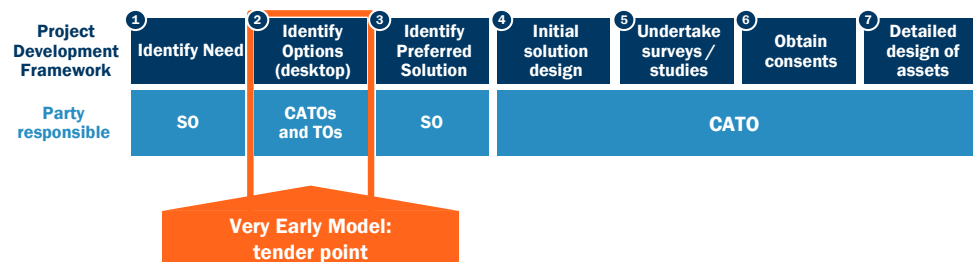 Project
Development
Framework
1
Identify Need
2
Identify
Options
(desktop)
3
Identify
Preferred
Solution
4
Initial
solution
design
5
Undertake
surveys /
studies
6
Obtain
consents
7
Detailed
design of
assets
Party
responsible
SO
CATOs
and TOs
SO
CATO
Very Early Model:
tender point